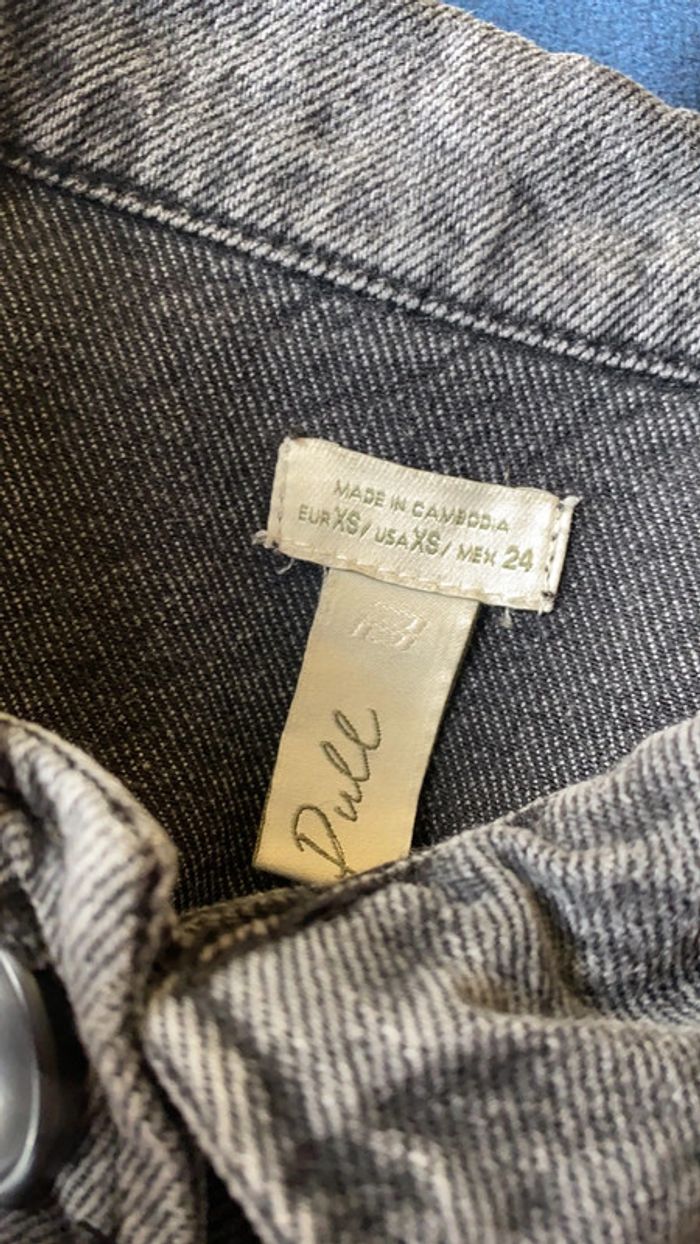 MADE IN CAMBODIA
EUR XS / USA XS / MEX 24
Pull